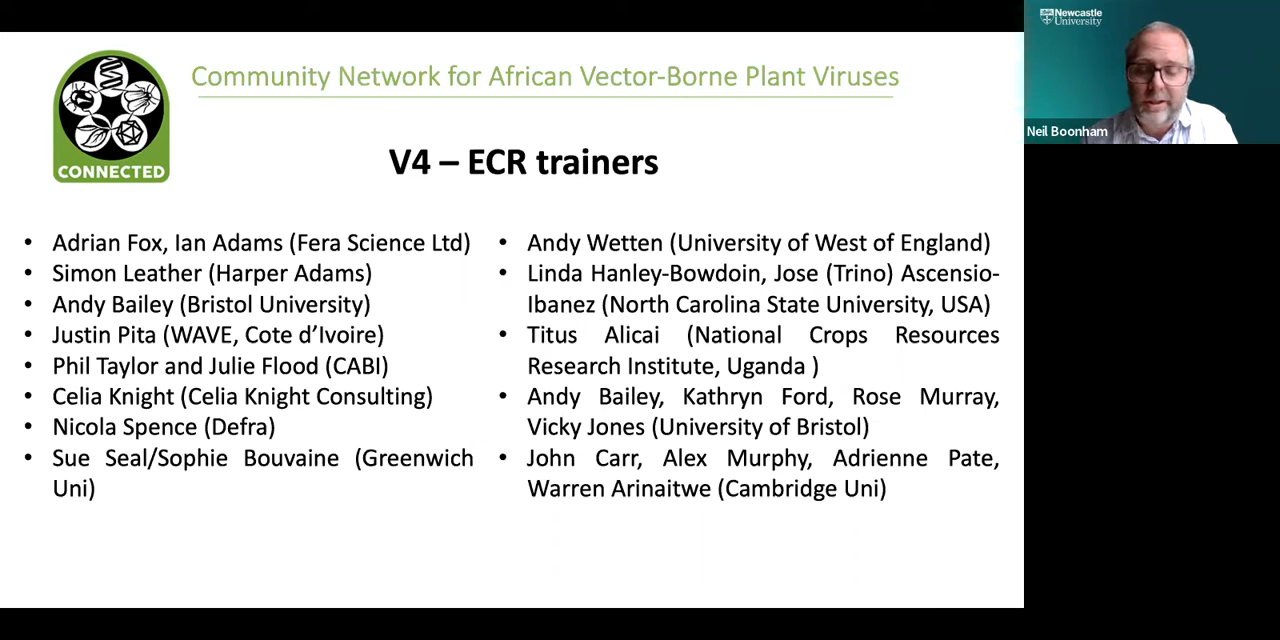 Community Network for African Vector-Borne Plant Viruses
CONNECTED
V4 – ECR trainers
• Adrian Fox, Ian Adams (Fera Science Ltd)
• Simon Leather (Harper Adams)
• Andy Bailey (Bristol University)
• Justin Pita (WAVE, Cote d’Ivoire)
• Phil Taylor and Julie Flood (CABI)
• Celia Knight (Celia Knight Consulting)
• Nicola Spence (Defra)
• Sue Seal/Sophie Bouvaine (Greenwich
Uni)
• Andy Wetten (University of West of England)
• Linda Hanley-Bowdoin, Jose (Trino) Ascensio-
Ibanez (North Carolina State University, USA)
• Titus Alicai (National Crops Resources
Research Institute, Uganda )
• Andy Bailey, Kathryn Ford, Rose Murray,
Vicky Jones (University of Bristol)
• John Carr, Alex Murphy, Adrienne Pate,
Warren Arinaitwe (Cambridge Uni)
Newcastle
University
Neil Boonham